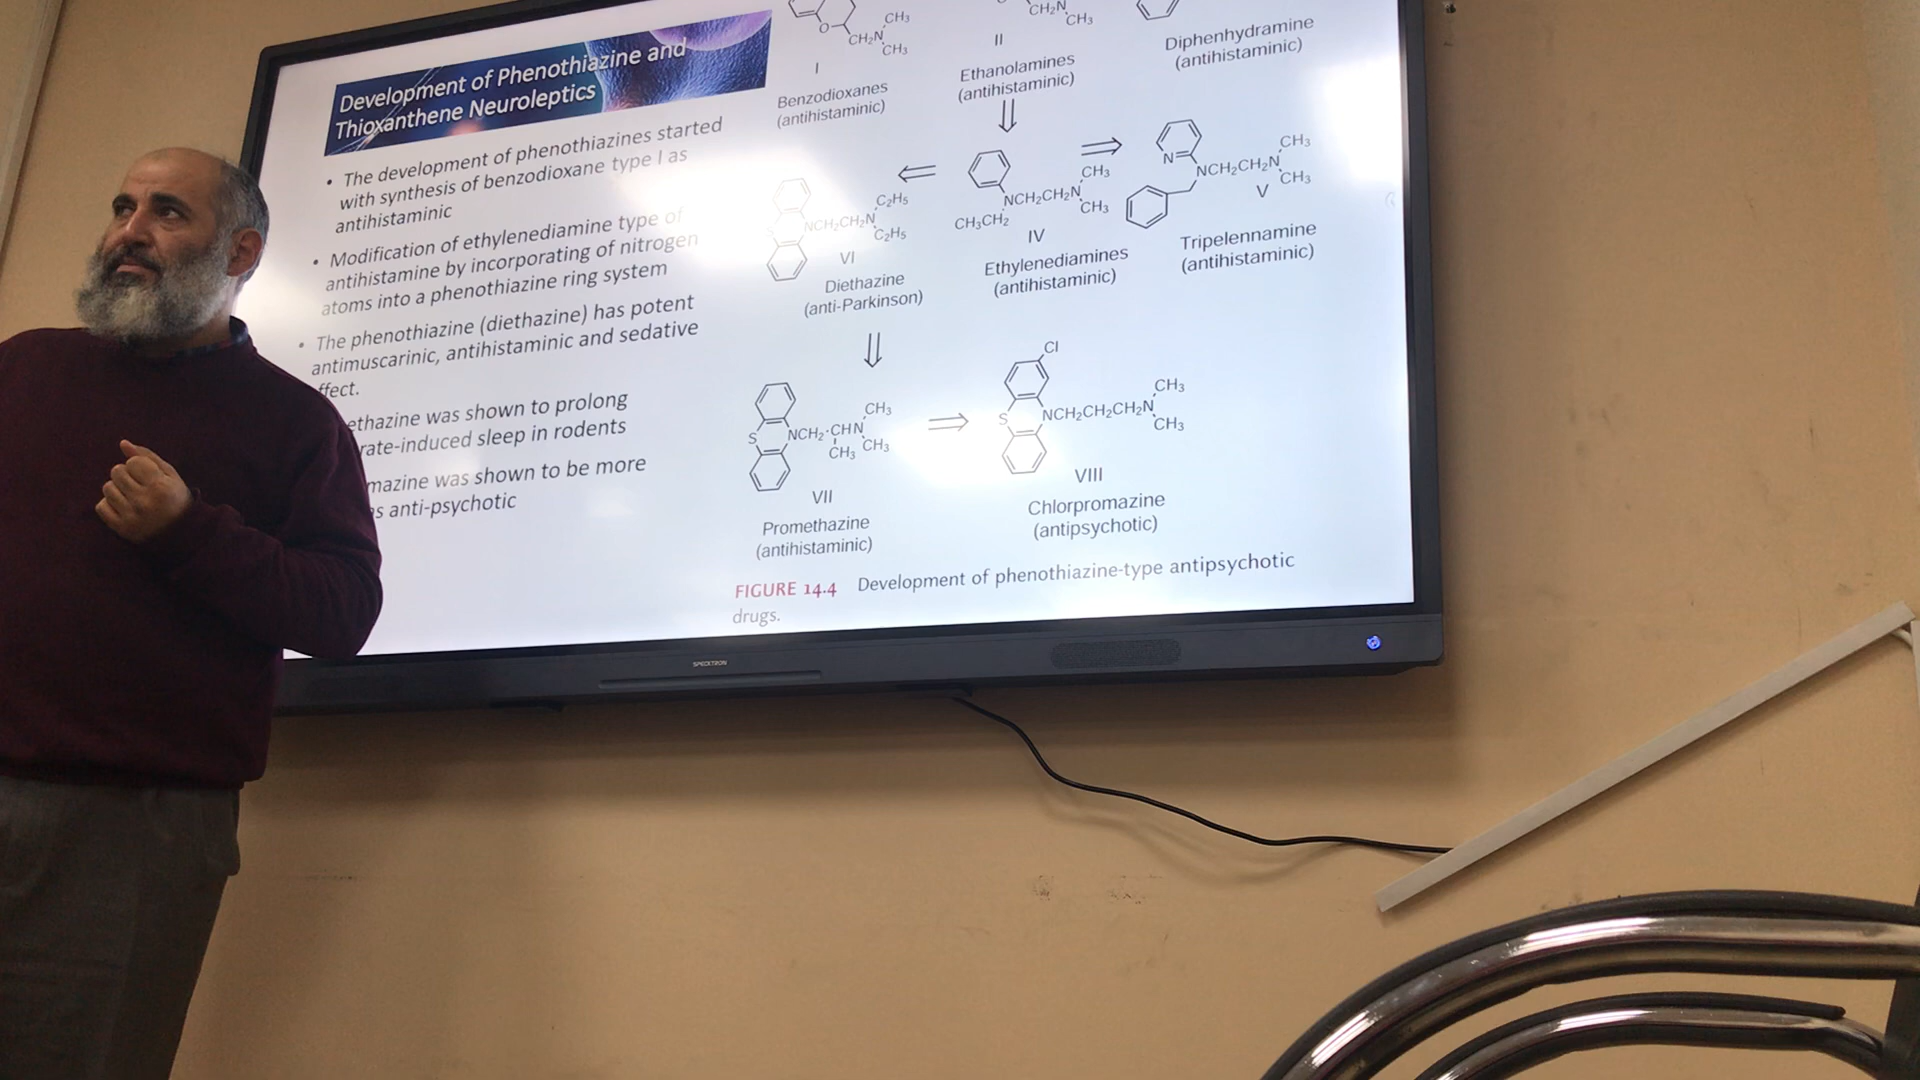 Development of Phenothiazine and
Thioxanthene Neuroleptics
• The development of phenothiazines started
with synthesis of benzodioxane type I as
antihistaminic
• Modification of ethylenediamine type of
antihistamine by incorporating of nitrogen
atoms into a phenothiazine ring system
• The phenothiazine (diethazine) has potent
antimuscarinic, antihistaminic and sedative
ffect.
ethazine was shown to prolong
rate-induced sleep in rodents
mazine was shown to be more
s anti-psychotic
O
CH₂N
CH₃
CH₃
I
Benzodioxanes
(antihistaminic)
CH₂N
CH₃
II
Ethanolamines
(antihistaminic)
Diphenhydramine
(antihistaminic)
S
NCH₂CH₂N
C₂H₅
C₂H₅
VI
Diethazine
(anti-Parkinson)
NCH₂CH₂N
CH₃
CH₃
CH₃CH₂
IV
Ethylenediamines
(antihistaminic)
N
NCH₂CH₂N
CH₃
CH₃
V
Tripelennamine
(antihistaminic)
S
NCH₂·CHN
CH₃
CH₃
CH₃
VII
Promethazine
(antihistaminic)
Cl
S
NCH₂CH₂CH₂N
CH₃
CH₃
VIII
Chlorpromazine
(antipsychotic)
FIGURE 14.4 Development of phenothiazine-type antipsychotic
drugs.
SPECKTRON